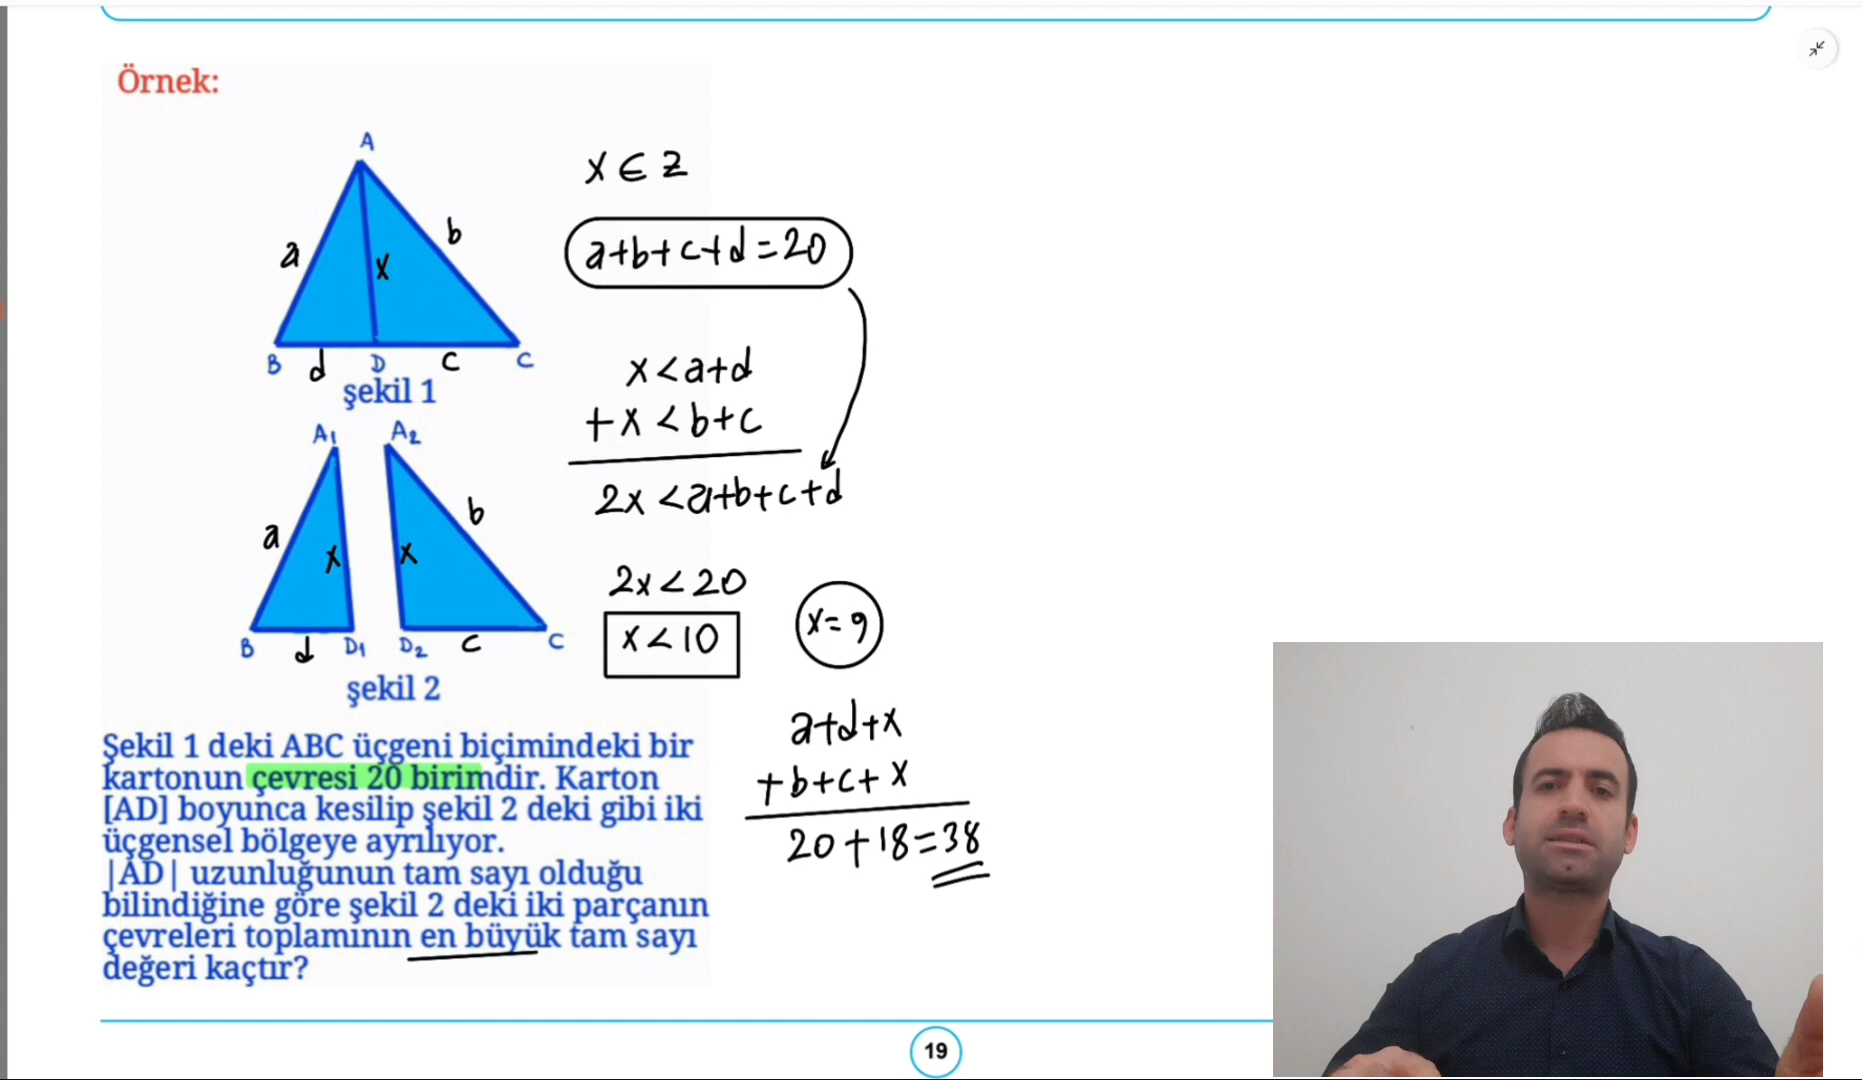 Örnek:
A
a
x
b
B
d
D
c
C
şekil 1
A1
A2
a
x
x
b
B
d
D1
D2
c
C
şekil 2
Şekil 1 deki ABC üçgeni biçimindeki bir
kartonun çevresi 20 birimdir. Karton
[AD] boyunca kesilip şekil 2 deki gibi iki
üçgensel bölgeye ayrılıyor.
|AD| uzunluğunun tam sayı olduğu
bilindiğine göre şekil 2 deki iki parçanın
çevreleri toplamının en büyük tam sayı
değeri kaçtır?
x ∈ Z
a+b+c+d=20
x<a+d
+x<b+c
2x<a+b+c+d
2x<20
x<10
x=9
a+d+x
+b+c+x
20+18=38
19